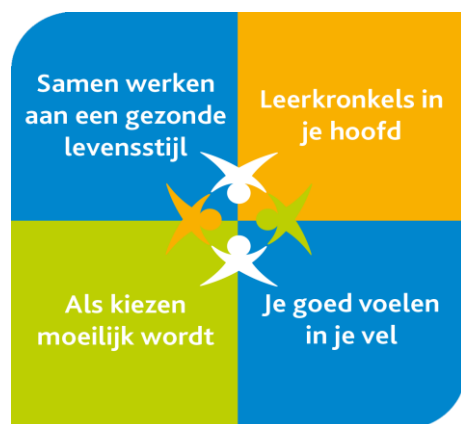 Samen werken
aan een gezonde
levensstijl
Leerkronkels in
je hoofd
Als kiezen
moeilijk wordt
Je goed voelen
in je vel